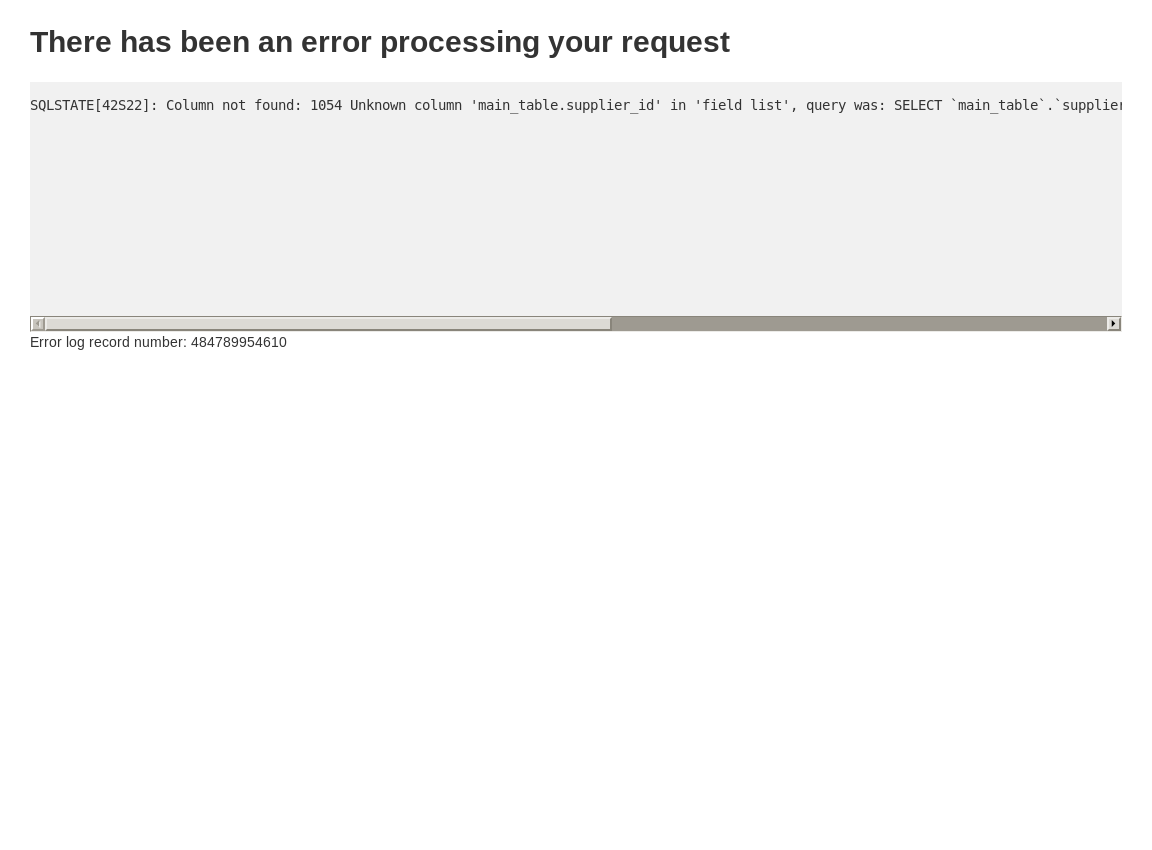 There has been an error processing your request
SQLSTATE[42S22]: Column not found: 1054 Unknown column 'main_table.supplier_id' in 'field list', query was: SELECT `main_table`.`supplier
Error log record number: 484789954610